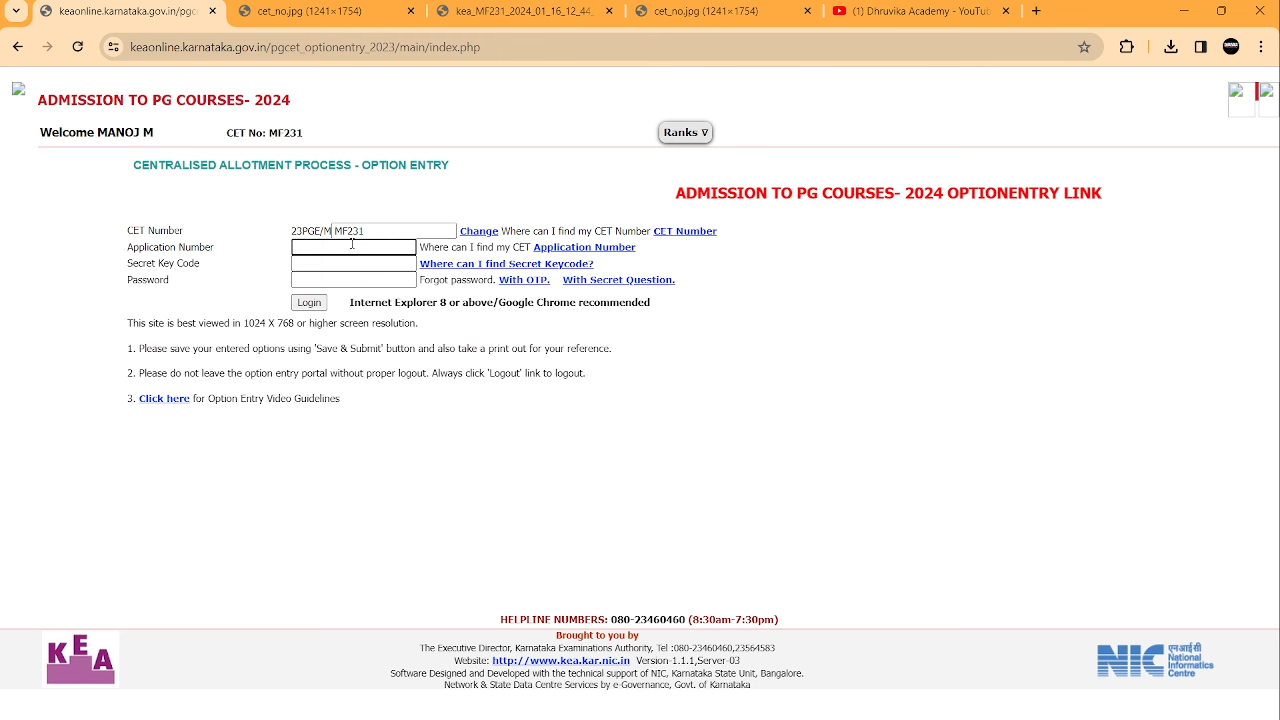 keaonline.karnataka.gov.in/pgc
cet_no.jpg (1241×1754)
kea_MF231_2024_01_16_12_44_
cet_no.jpg (1241×1754)
(1) Dhruvika Academy - YouTub
keaonline.karnataka.gov.in/pgcet_optionentry_2023/main/index.php
ADMISSION TO PG COURSES- 2024
Welcome MANOJ M
CET No: MF231
Ranks ∇
CENTRALISED ALLOTMENT PROCESS - OPTION ENTRY
ADMISSION TO PG COURSES- 2024 OPTIONENTRY LINK
CET Number 23PGE/M MF231 Change Where can I find my CET Number CET Number
Application Number Where can I find my CET Application Number
Secret Key Code Where can I find Secret Keycode?
Password Forgot password. With OTP. With Secret Question.
Login Internet Explorer 8 or above/Google Chrome recommended
This site is best viewed in 1024 X 768 or higher screen resolution.
1. Please save your entered options using 'Save & Submit' button and also take a print out for your reference.
2. Please do not leave the option entry portal without proper logout. Always click 'Logout' link to logout.
3. Click here for Option Entry Video Guidelines
HELPLINE NUMBERS: 080-23460460 (8:30am-7:30pm)
Brought to you by
The Executive Director, Karnataka Examinations Authority, Tel :080-23460460,23564583
Website: http://www.kea.kar.nic.in Version-1.1.1,Server-03
Soft ware designed and Developed with the technical support of NIC, Karnataka State Unit, Bangalore.
Network & State Data Centre Services by e-Governance, Govt. of Karnataka
KEA
NIC
एनआईसी
National
Informatics
Centre